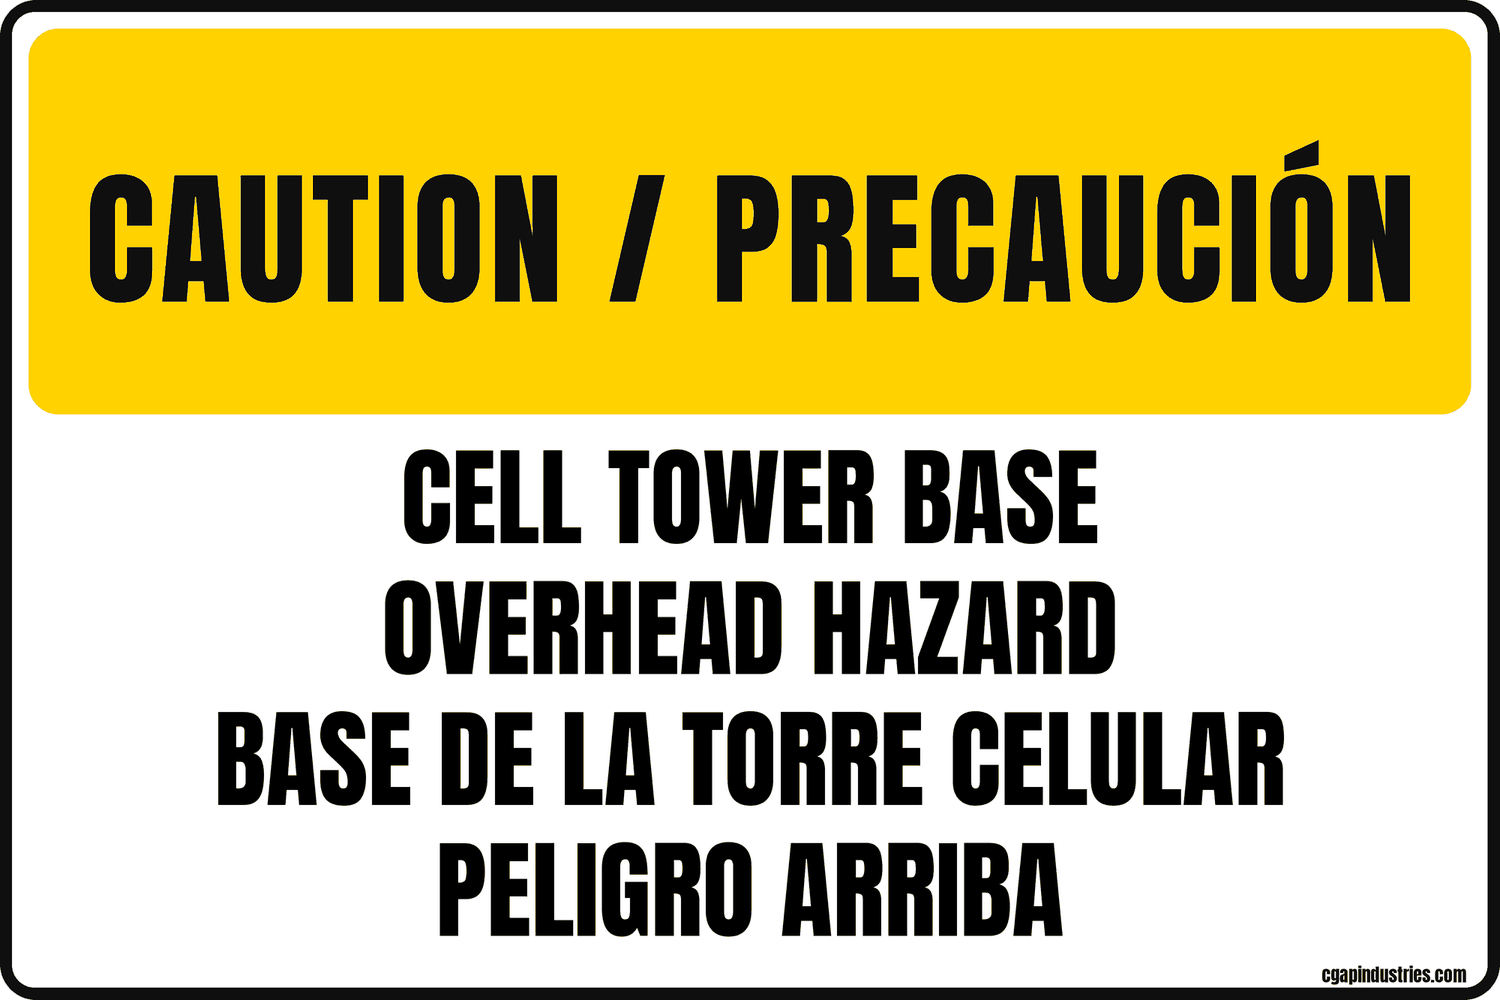 CAUTION / PRECAUCIÓN
CELL TOWER BASE
OVERHEAD HAZARD
BASE DE LA TORRE CELULAR
PELIGRO ARRIBA
cgapindustries.com